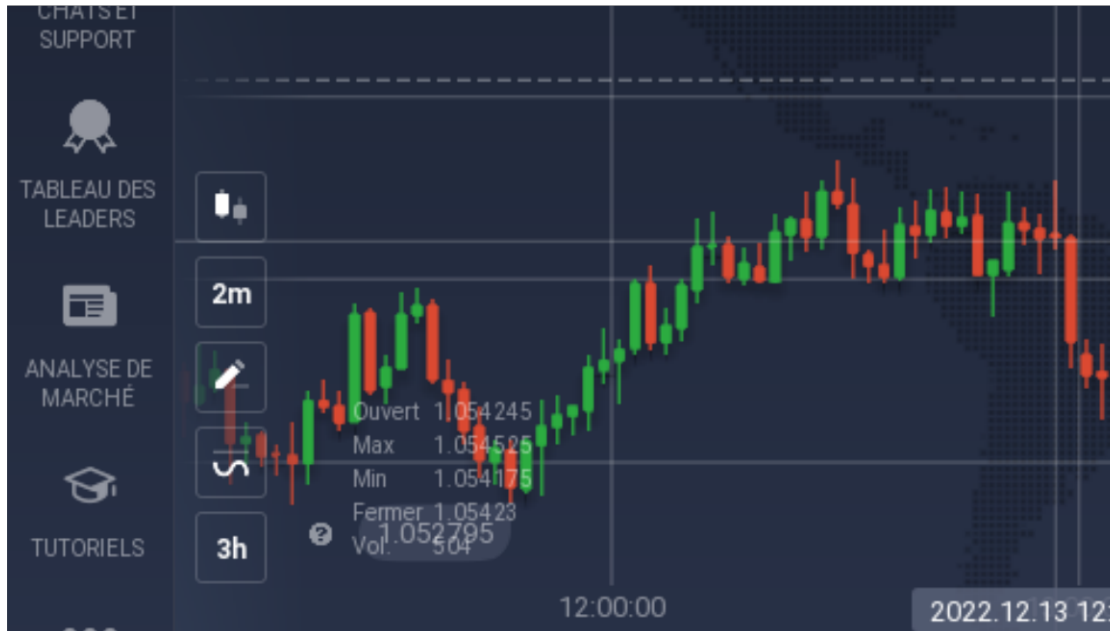 CHATS ET
SUPPORT
TABLEAU DES
LEADERS
ANALYSE DE
MARCHÉ
TUTORIELS
2m
3h
Ouvert 1.054245
Max 1.054525
Min 1.054175
Fermer 1.05423
1.052795
Vol. 504
12:00:00
2022.12.13 12: